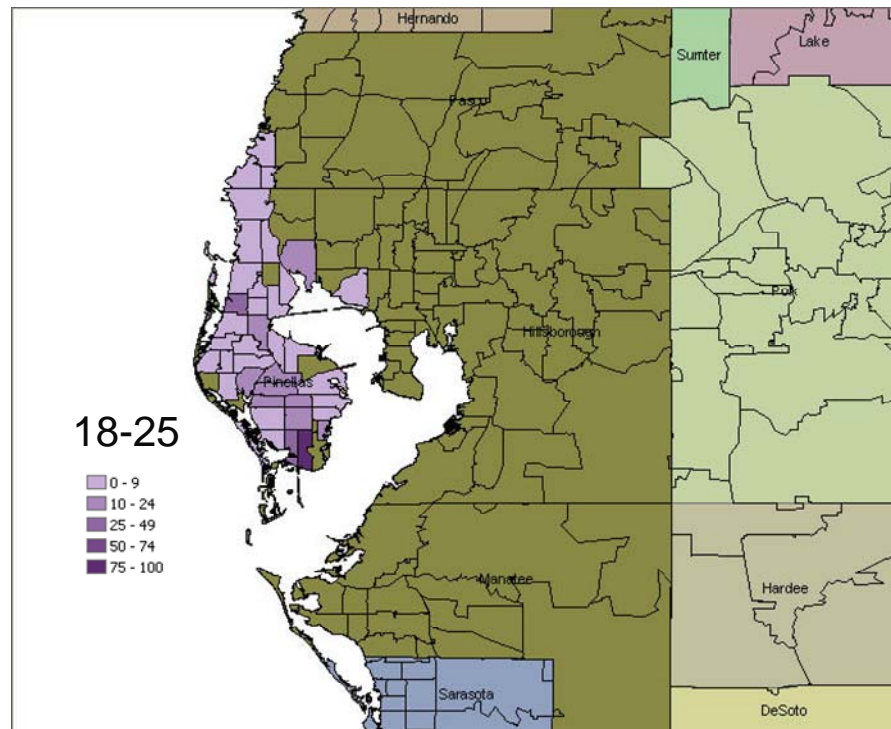 Hernando
Sumter
Lake
Pasco
Polk
Hillsborough
Pinellas
18-25
0 - 9
10 - 24
25 - 49
50 - 74
75 - 100
Manatee
Hardee
Sarasota
DeSoto